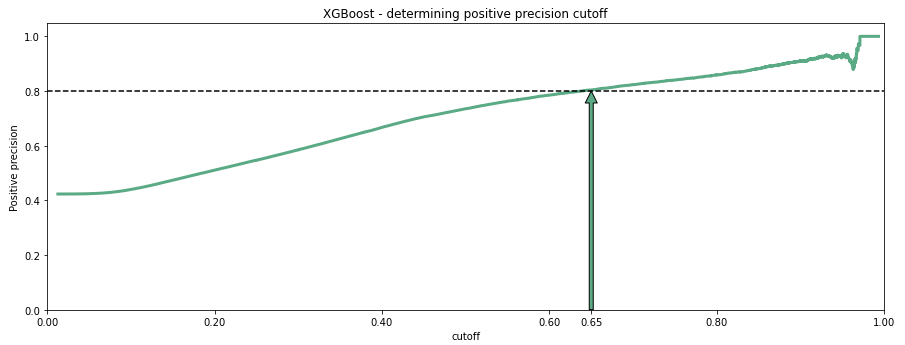 XGBoost - determining positive precision cutoff
Positive precision
1.0
0.8
0.6
0.4
0.2
0.0
0.00 0.20 0.40 0.60 0.65 0.80 1.00
cutoff